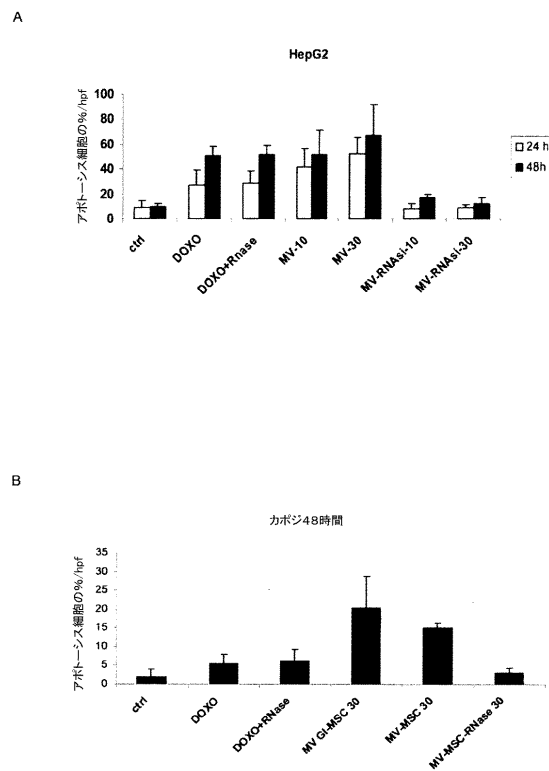 A
HepG2
アポトーシス細胞の%/hpf
100
80
60
40
20
0
24 h
48h
ctrl
DOXO
DOXO+Rnase
MV-10
MV-30
MV-RNAsi-10
MV-RNAsi-30
B
カポジ48時間
アポトーシス細胞の%/hpf
35
30
25
20
15
10
5
0
ctrl
DOXO
DOXO+RNase
MV GI-MSC 30
MV-MSC 30
MV-MSC-RNase 30